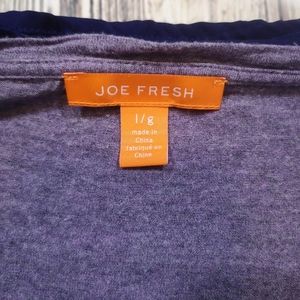 JOE FRESH
l/g
made in
China
fabriqué en
Chine